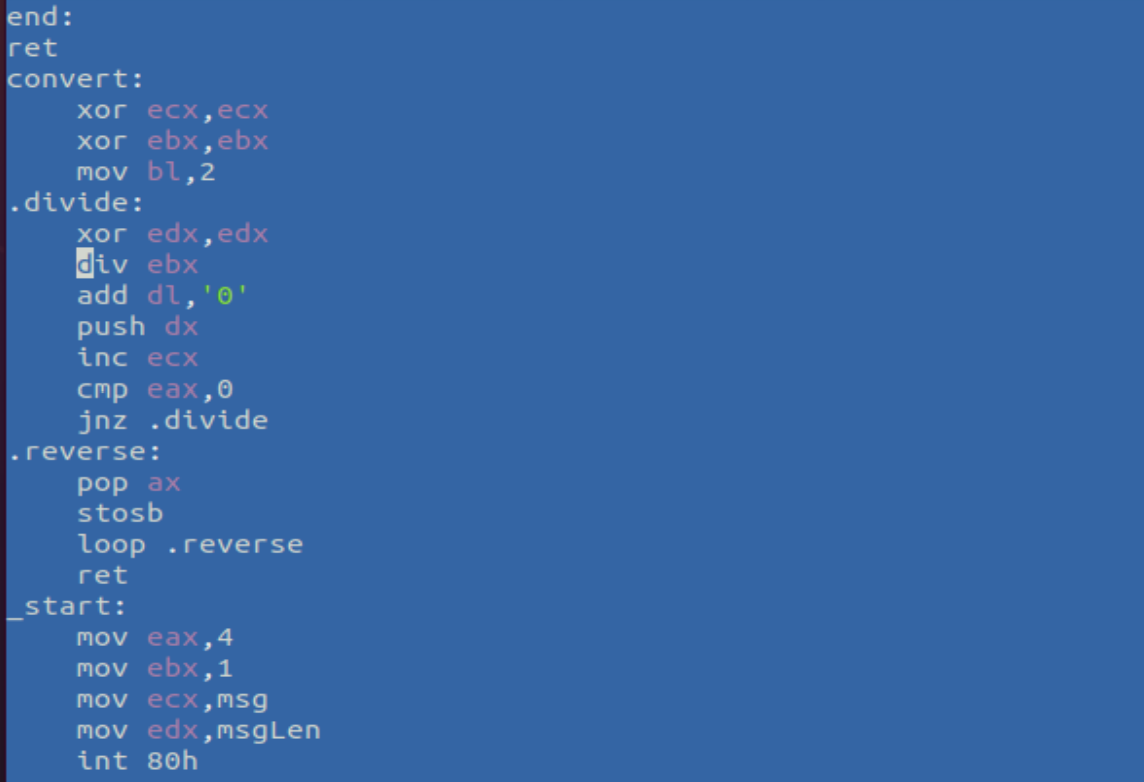 end:
ret
convert:
    xor ecx,ecx
    xor ebx,ebx
    mov bl,2
.divide:
    xor edx,edx
    div ebx
    add dl,'0'
    push dx
    inc ecx
    cmp eax,0
    jnz .divide
.reverse:
    pop ax
    stosb
    loop .reverse
    ret
_start:
    mov eax,4
    mov ebx,1
    mov ecx,msg
    mov edx,msgLen
    int 80h